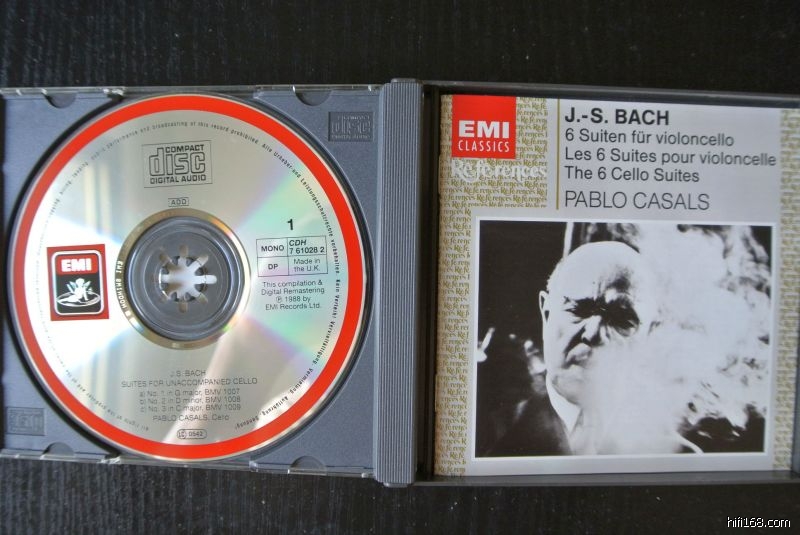 COMPACT
disc
DIGITAL AUDIO
ADD
1
MONO
CDH
7 61028 2
DP
Made in
the U.K.
This compilation &
Digital Remastering
℗ 1988 by
EMI Records Ltd.
EMI
J.S. BACH
SUITES FOR UNACCOMPANIED CELLO
a) No. 1 in G major, BWV 1007
b) No. 2 in D minor, BWV 1008
c) No. 3 in C major, BWV 1009
PABLO CASALS, Cello
LC 0542
EMI
CLASSICS
Références
J.-S. BACH
6 Suiten für violoncello
Les 6 Suites pour violoncelle
The 6 Cello Suites
PABLO CASALS
hifi168.com